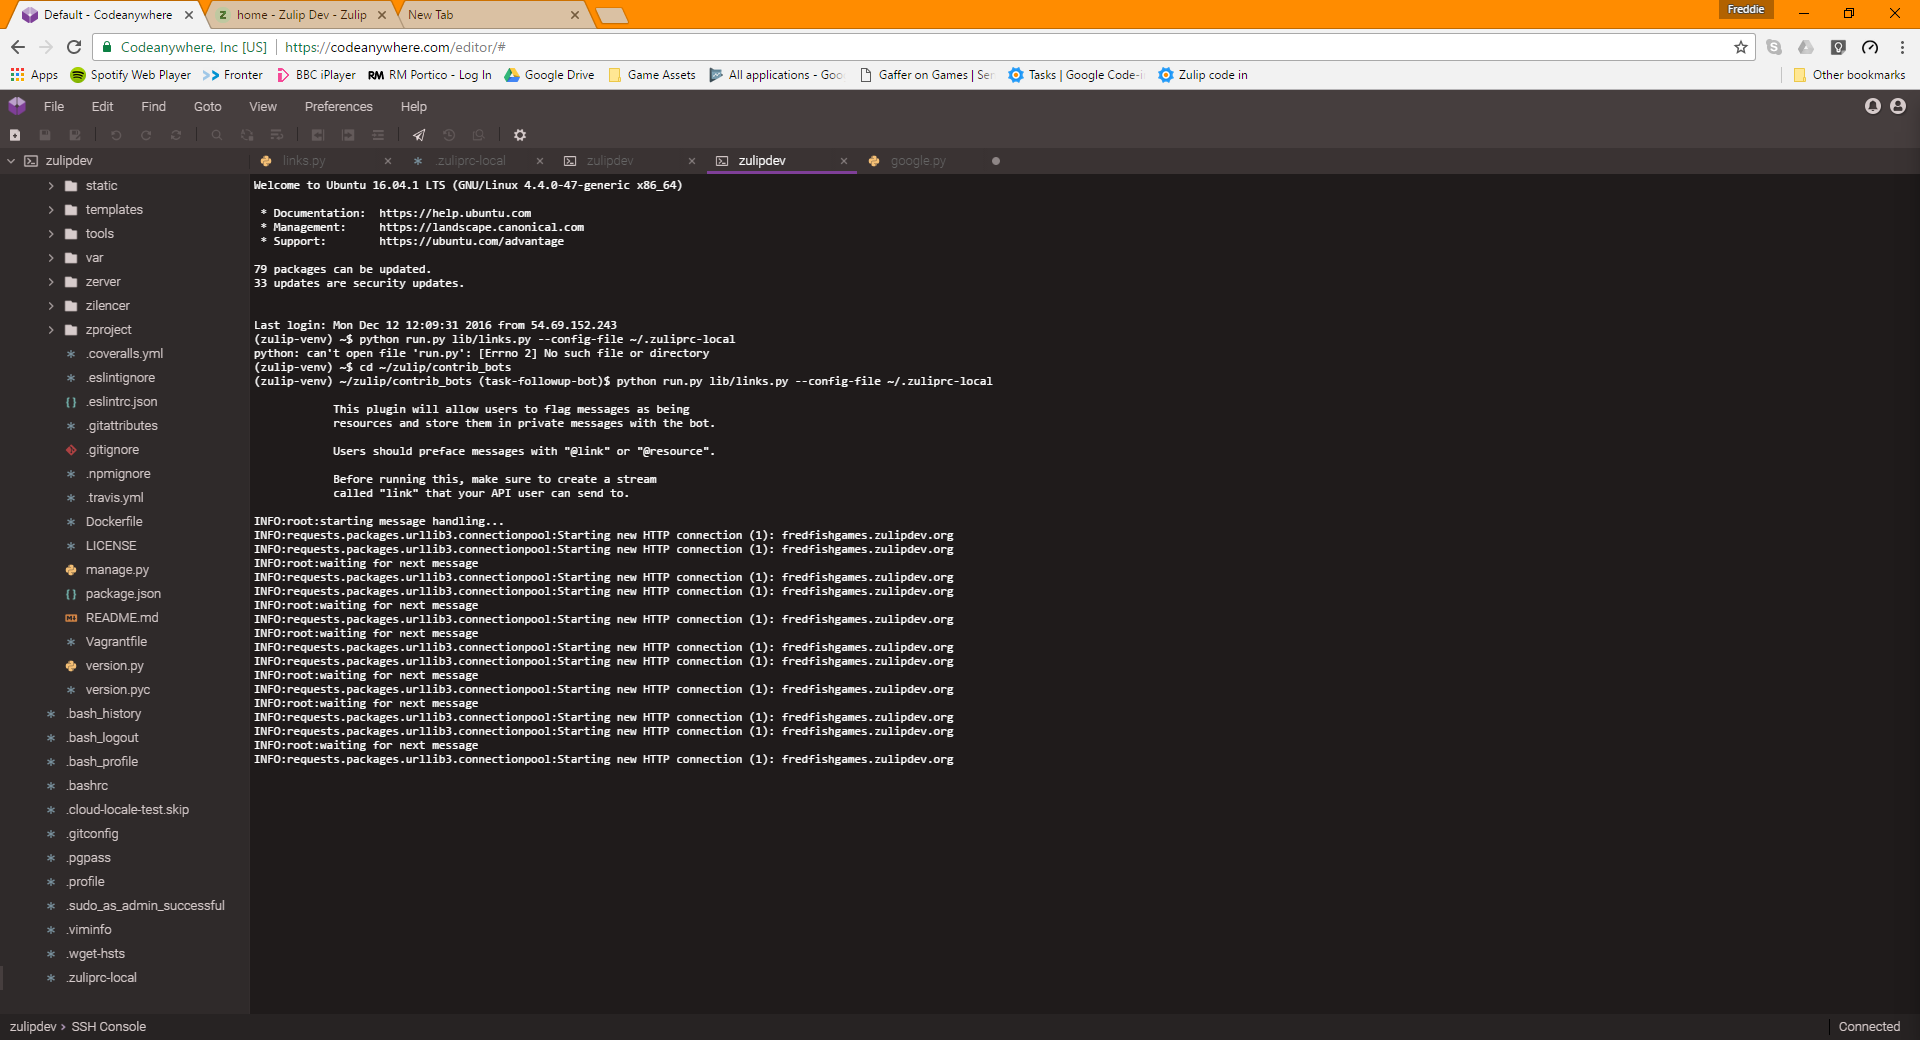 Default - Codeanywhere
home - Zulip Dev - Zulip
New Tab
Freddie
Codeanywhere, Inc [US]
https://codeanywhere.com/editor/#
Apps
Spotify Web Player
Fronter
BBC iPlayer
RM Portico - Log In
Google Drive
Game Assets
All applications - Goo
Gaffer on Games | Se
Tasks | Google Code-i
Zulip code in
Other bookmarks
File
Edit
Find
Goto
View
Preferences
Help
zulipdev
links.py
.zuliprc-local
zulipdev
zulipdev
google.py
static
templates
tools
var
zerver
zilencer
zproject
.coveralls.yml
.eslintignore
.eslintrc.json
.gitattributes
.gitignore
.npmignore
.travis.yml
Dockerfile
LICENSE
manage.py
package.json
README.md
Vagrantfile
version.py
version.pyc
.bash_history
.bash_logout
.bash_profile
.bashrc
.cloud-locale-test.skip
.gitconfig
.pgpass
.profile
.sudo_as_admin_successful
.viminfo
.wget-hsts
.zuliprc-local
Welcome to Ubuntu 16.04.1 LTS (GNU/Linux 4.4.0-47-generic x86_64)
* Documentation:  https://help.ubuntu.com
* Management:     https://landscape.canonical.com
* Support:        https://ubuntu.com/advantage
79 packages can be updated.
33 updates are security updates.
Last login: Mon Dec 12 12:09:31 2016 from 54.69.152.243
(zulip-venv) ~$ python run.py lib/links.py --config-file ~/.zuliprc-local
python: can't open file 'run.py': [Errno 2] No such file or directory
(zulip-venv) ~$ cd ~/zulip/contrib_bots
(zulip-venv) ~/zulip/contrib_bots (task-followup-bot)$ python run.py lib/links.py --config-file ~/.zuliprc-local
This plugin will allow users to flag messages as being
resources and store them in private messages with the bot.
Users should preface messages with "@link" or "@resource".
Before running this, make sure to create a stream
called "link" that your API user can send to.
INFO:root:starting message handling...
INFO:requests.packages.urllib3.connectionpool:Starting new HTTP connection (1): fredfishgames.zulipdev.org
INFO:requests.packages.urllib3.connectionpool:Starting new HTTP connection (1): fredfishgames.zulipdev.org
INFO:root:waiting for next message
INFO:requests.packages.urllib3.connectionpool:Starting new HTTP connection (1): fredfishgames.zulipdev.org
INFO:requests.packages.urllib3.connectionpool:Starting new HTTP connection (1): fredfishgames.zulipdev.org
INFO:root:waiting for next message
INFO:requests.packages.urllib3.connectionpool:Starting new HTTP connection (1): fredfishgames.zulipdev.org
INFO:root:waiting for next message
INFO:requests.packages.urllib3.connectionpool:Starting new HTTP connection (1): fredfishgames.zulipdev.org
INFO:requests.packages.urllib3.connectionpool:Starting new HTTP connection (1): fredfishgames.zulipdev.org
INFO:root:waiting for next message
INFO:requests.packages.urllib3.connectionpool:Starting new HTTP connection (1): fredfishgames.zulipdev.org
INFO:root:waiting for next message
INFO:requests.packages.urllib3.connectionpool:Starting new HTTP connection (1): fredfishgames.zulipdev.org
INFO:requests.packages.urllib3.connectionpool:Starting new HTTP connection (1): fredfishgames.zulipdev.org
INFO:root:waiting for next message
INFO:requests.packages.urllib3.connectionpool:Starting new HTTP connection (1): fredfishgames.zulipdev.org
zulipdev › SSH Console
Connected